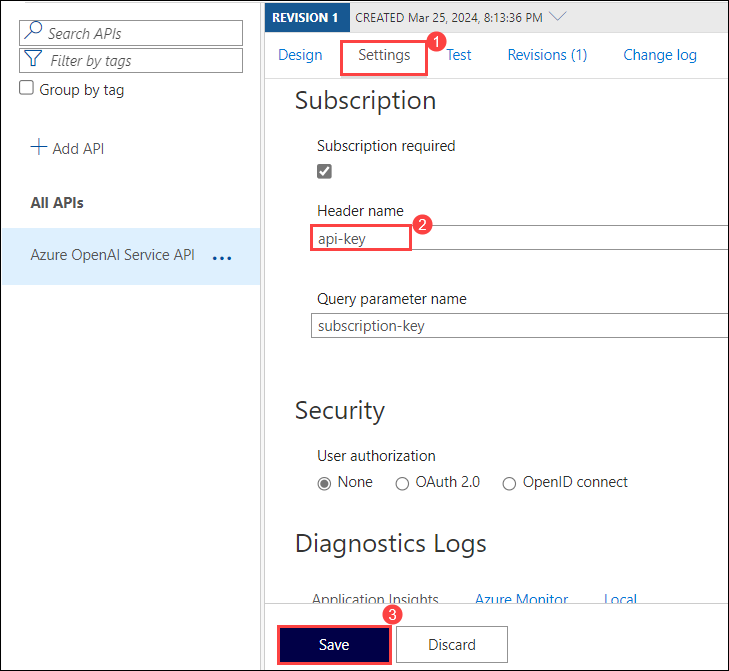 Search APIs
Filter by tags
Group by tag
Add API
All APIs
Azure OpenAI Service API ...
REVISION 1 CREATED Mar 25, 2024, 8:13:36 PM
Design Settings 1 Test Revisions (1) Change log
Subscription
Subscription required
Header name
2
api-key
Query parameter name
subscription-key
Security
User authorization
None OAuth 2.0 OpenID connect
Diagnostics Logs
Application Insights Azure Monitor Local
3
Save Discard